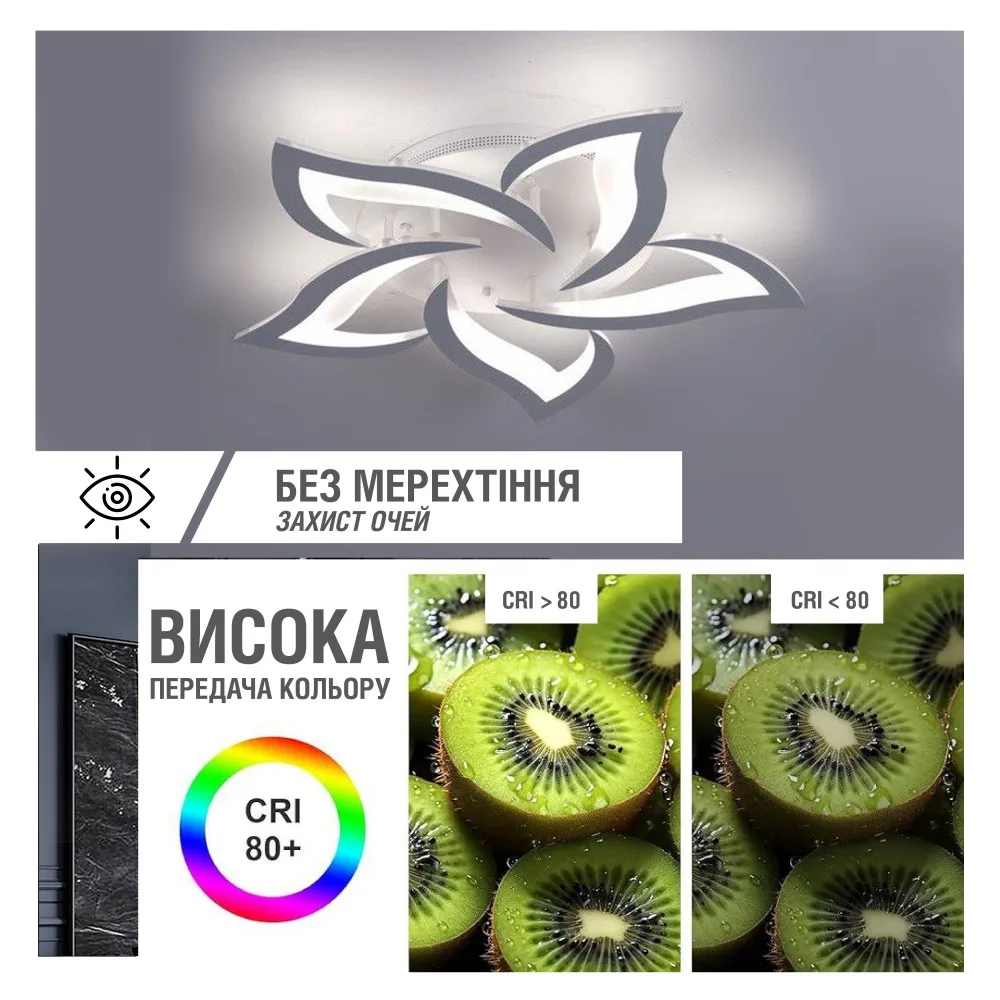 БЕЗ МЕРЕХТІННЯ
ЗАХИСТ ОЧЕЙ
ВИСОКА
ПЕРЕДАЧА КОЛЬОРУ
CRI
80+
CRI > 80
CRI < 80